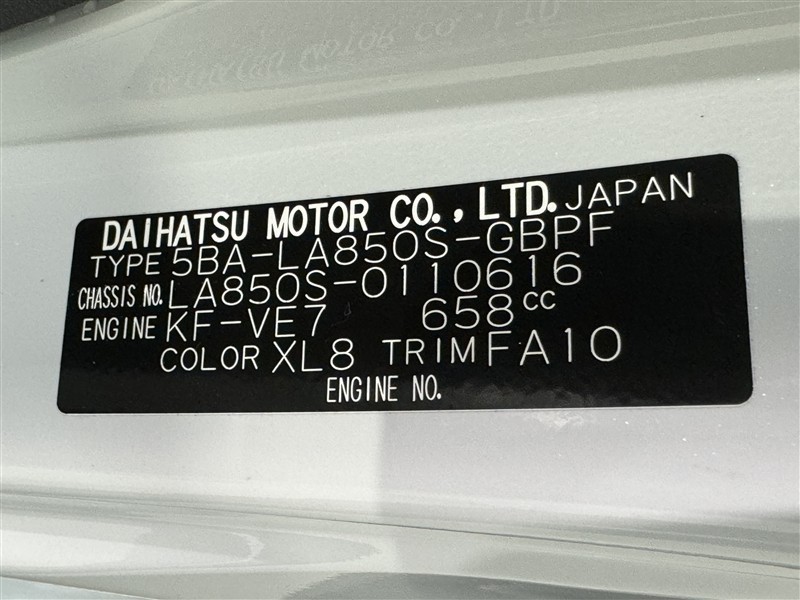 DAIHATSU MOTOR CO., LTD. JAPAN
TYPE 5BA-LA850S-GBPF
CHASSIS NO. LA850S-0110616
ENGINE KF-VE7 658CC
COLOR XL8 TRIM FA10
ENGINE NO.